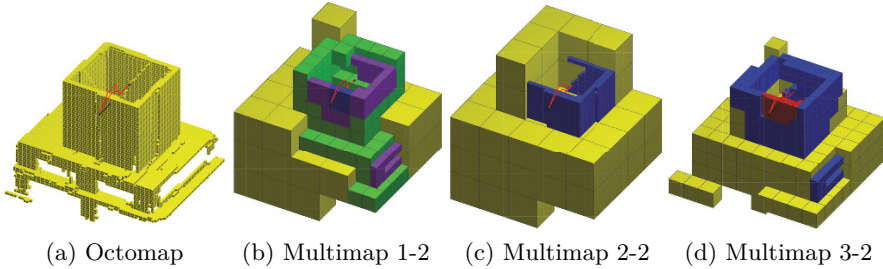 (a) Octomap
(b) Multimap 1-2
(c) Multimap 2-2
(d) Multimap 3-2